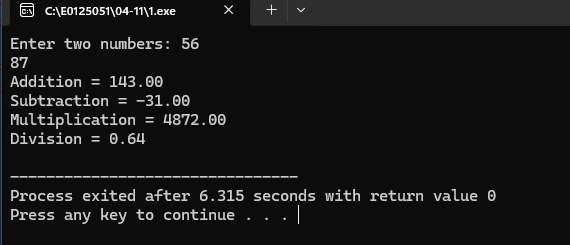 C:\E0125051\04-11\1.exe
Enter two numbers: 56
87
Addition = 143.00
Subtraction = -31.00
Multiplication = 4872.00
Division = 0.64
--------------------------------
Process exited after 6.315 seconds with return value 0
Press any key to continue . . .